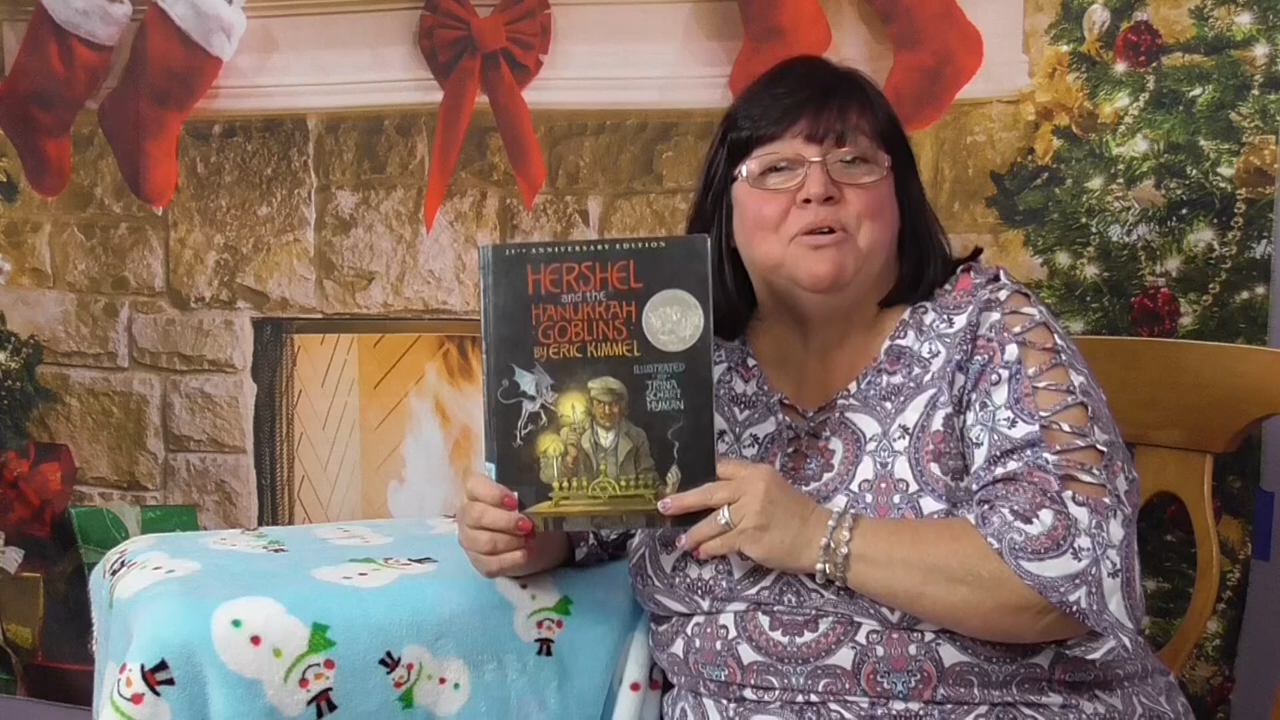 25TH ANNIVERSARY EDITION
HERSHEL
and the
HANUKKAH
GOBLINS
BY ERIC KIMMEL
ILLUSTRATED
BY
TRINA
SCHART
HYMAN